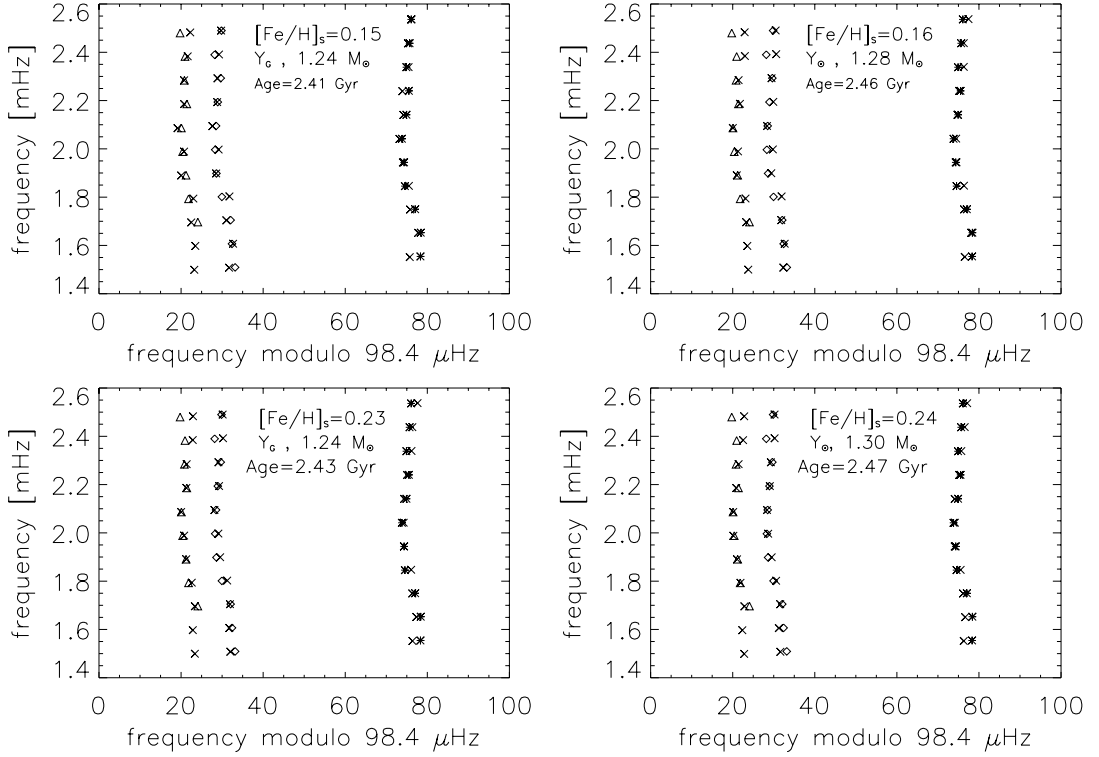 2.6
2.4
2.2
2.0
1.8
1.6
1.4
frequency [mHz]
[Fe/H]s=0.15
Y_G , 1.24 M⊙
Age=2.41 Gyr
0 20 40 60 80 100
frequency modulo 98.4 μHz
2.6
2.4
2.2
2.0
1.8
1.6
1.4
frequency [mHz]
[Fe/H]s=0.16
Y⊙ , 1.28 M⊙
Age=2.46 Gyr
0 20 40 60 80 100
frequency modulo 98.4 μHz
2.6
2.4
2.2
2.0
1.8
1.6
1.4
frequency [mHz]
[Fe/H]s=0.23
Y_G , 1.24 M⊙
Age=2.43 Gyr
0 20 40 60 80 100
frequency modulo 98.4 μHz
2.6
2.4
2.2
2.0
1.8
1.6
1.4
frequency [mHz]
[Fe/H]s=0.24
Y⊙, 1.30 M⊙
Age=2.47 Gyr
0 20 40 60 80 100
frequency modulo 98.4 μHz